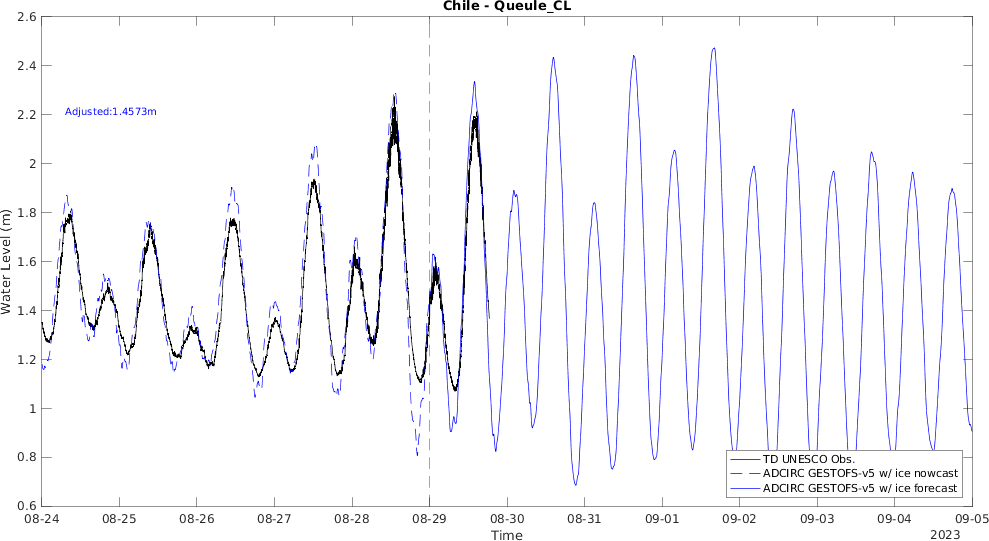 Chile - Queule_CL
2.6
2.4
2.2
2
1.8
1.6
1.4
1.2
1
0.8
0.6
Water Level (m)
Adjusted:1.4573m
TD UNESCO Obs.
ADCIRC GESTOFS-v5 w/ ice nowcast
ADCIRC GESTOFS-v5 w/ ice forecast
08-24 08-25 08-26 08-27 08-28 08-29 08-30 08-31 09-01 09-02 09-03 09-04 09-05
Time
2023